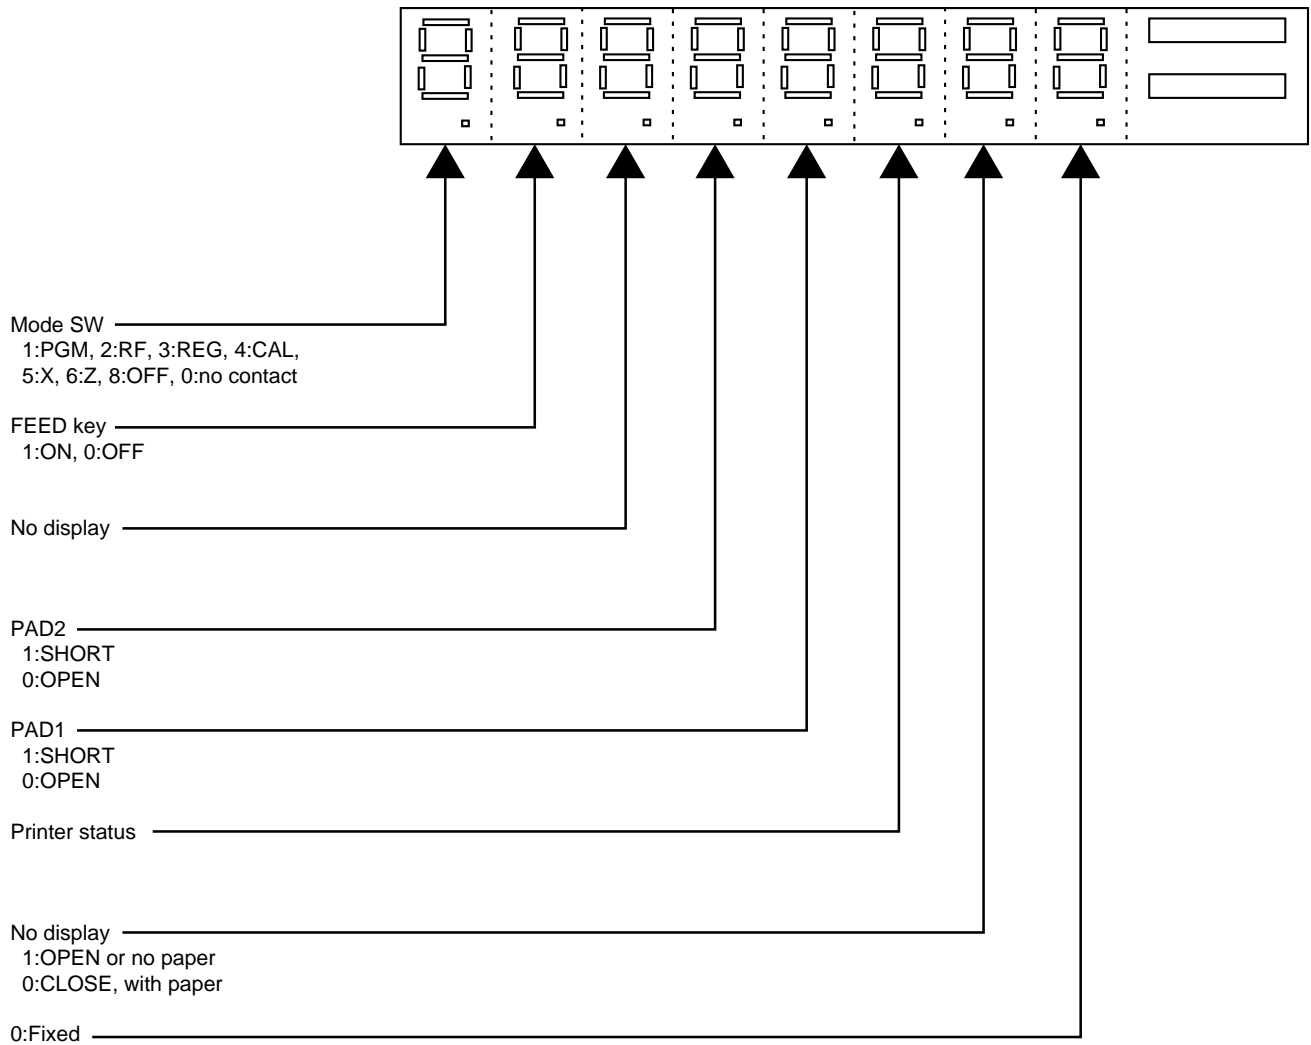 Mode SW
1:PGM, 2:RF, 3:REG, 4:CAL,
5:X, 6:Z, 8:OFF, 0:no contact
FEED key
1:ON, 0:OFF
No display
PAD2
1:SHORT
0:OPEN
PAD1
1:SHORT
0:OPEN
Printer status
No display
1:OPEN or no paper
0:CLOSE, with paper
0:Fixed